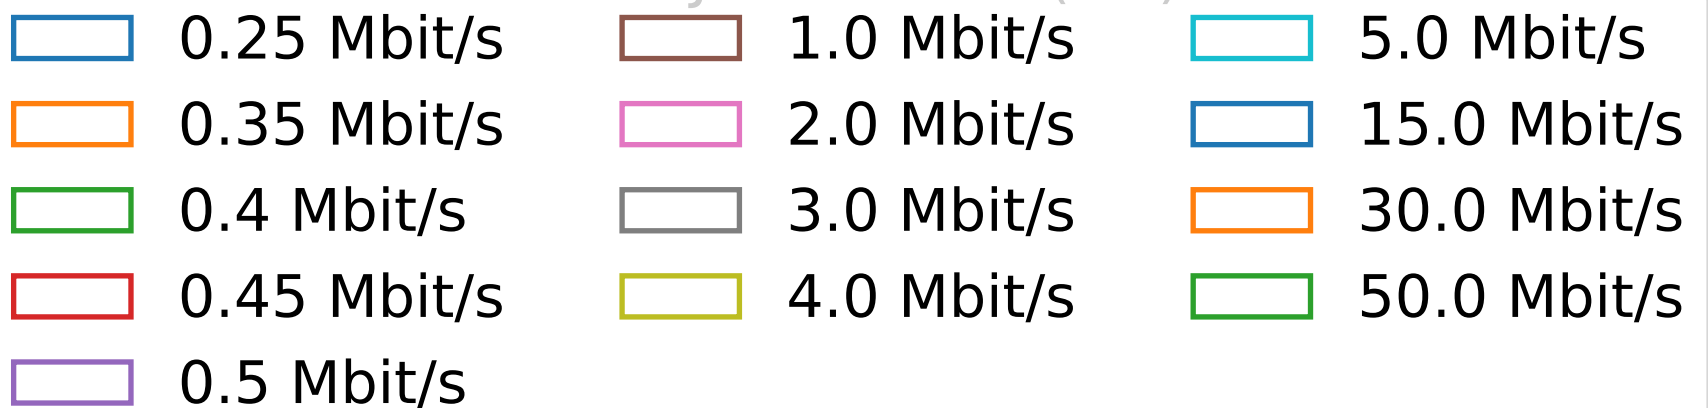 0.25 Mbit/s
0.35 Mbit/s
0.4 Mbit/s
0.45 Mbit/s
0.5 Mbit/s
1.0 Mbit/s
2.0 Mbit/s
3.0 Mbit/s
4.0 Mbit/s
5.0 Mbit/s
15.0 Mbit/s
30.0 Mbit/s
50.0 Mbit/s